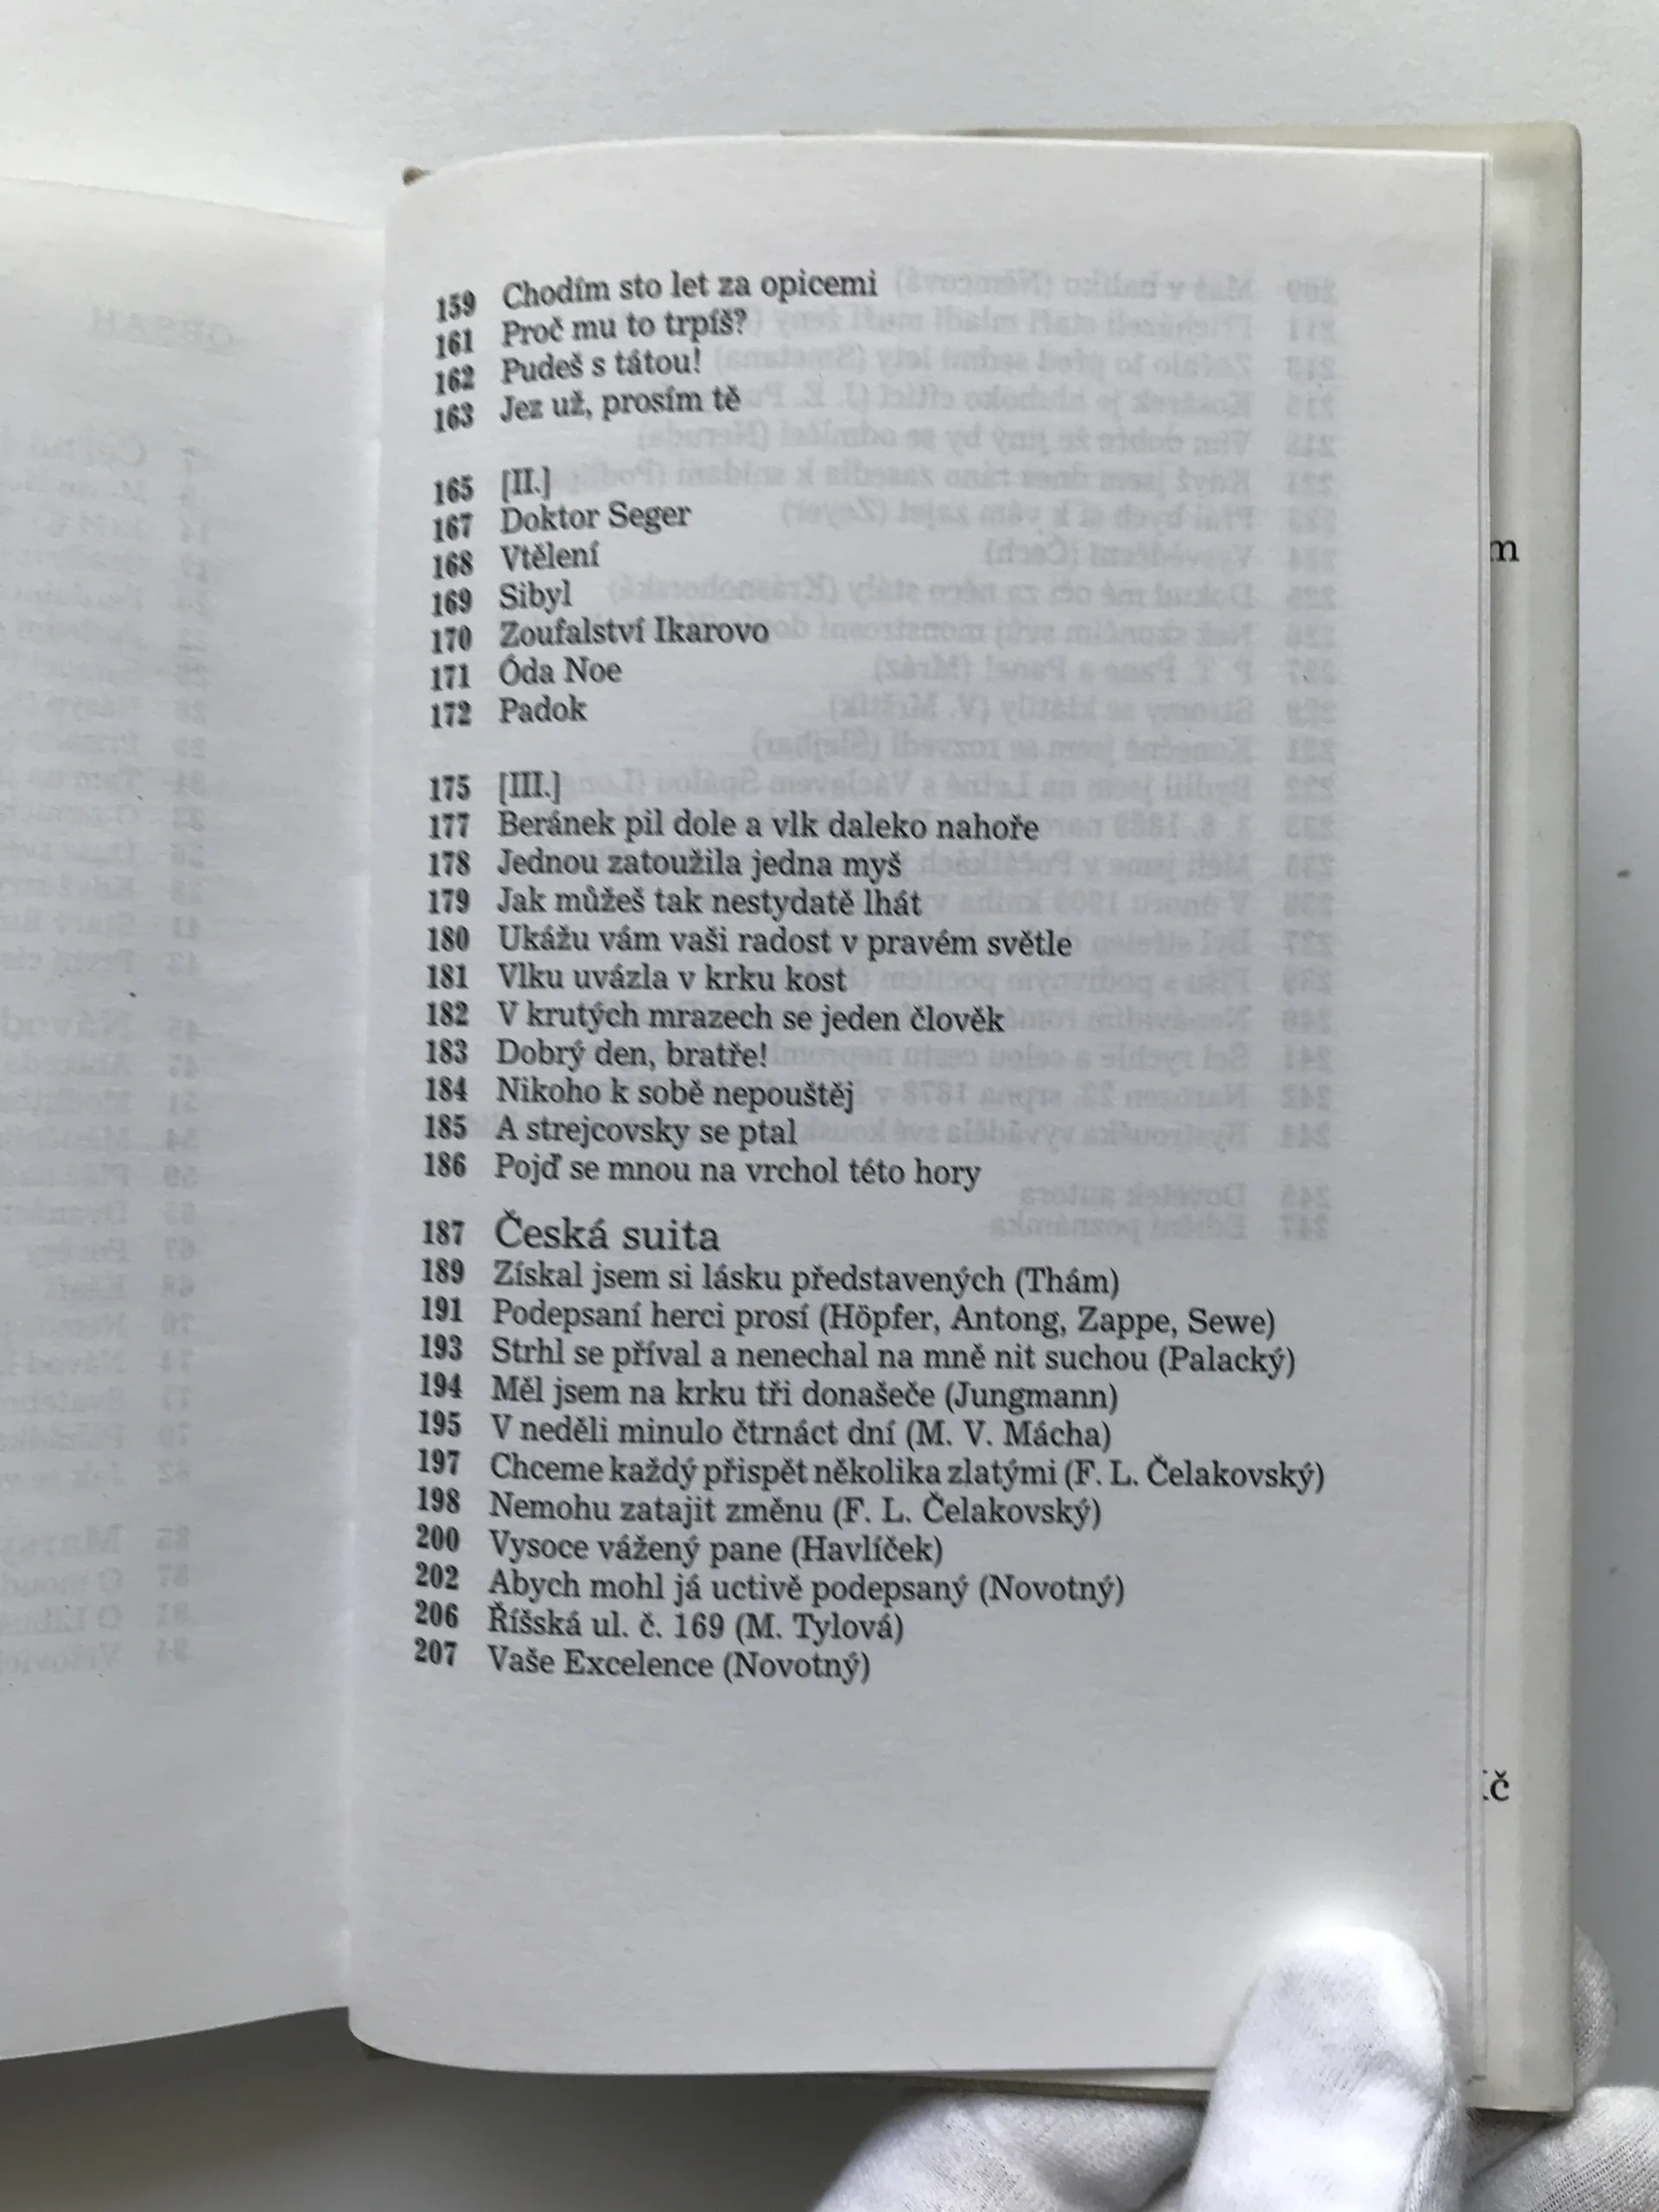 159 Chodím sto let za opicemi
161 Proč mu to trpíš?
162 Pudeš s tátou!
163 Jez už, prosím tě
165 [II.]
167 Doktor Seger
168 Vtělení
169 Sibyl
170 Zoufalství Ikarovo
171 Óda Noe
172 Padok
175 [III.]
177 Beránek pil dole a vlk daleko nahoře
178 Jednou zatoužila jedna myš
179 Jak můžeš tak nestydatě lhát
180 Ukážu vám vaši radost v pravém světle
181 Vlku uvázla v krku kost
182 V krutých mrazech se jeden člověk
183 Dobrý den, bratře!
184 Nikoho k sobě nepouštěj
185 A strejcovsky se ptal
186 Pojď se mnou na vrchol této hory
187 Česká suita
189 Získal jsem si lásku představených (Thám)
191 Podepsaní herci prosí (Höpfer, Antong, Zappe, Sewe)
193 Strhl se příval a nenechal na mně nit suchou (Palacký)
194 Měl jsem na krku tři donašeče (Jungmann)
195 V neděli minulo čtrnáct dní (M. V. Mácha)
197 Chceme každý přispět několika zlatými (F. L. Čelakovský)
198 Nemohu zatajit změnu (F. L. Čelakovský)
200 Vysoce vážený pane (Havlíček)
202 Abych mohl já uctivě podepsaný (Novotný)
206 Říšská ul. č. 169 (M. Tylová)
207 Vaše Excelence (Novotný)